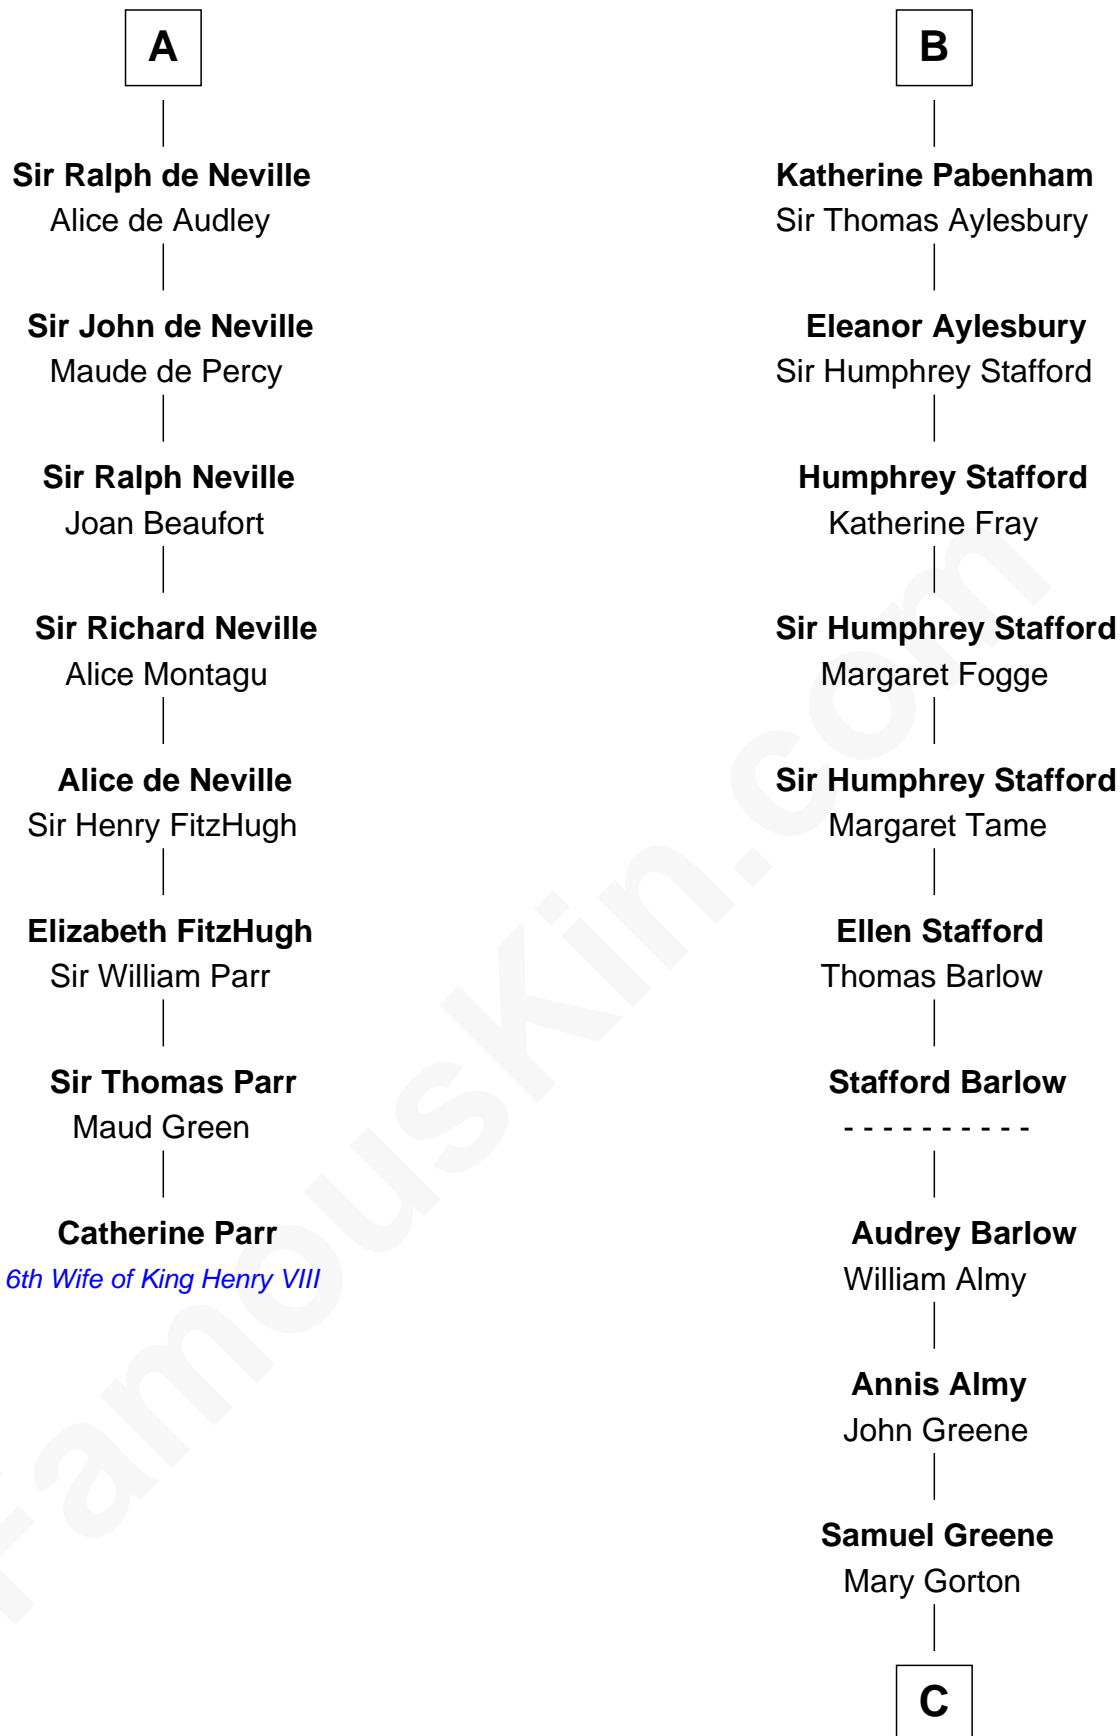 A
Sir Ralph de Neville
Alice de Audley
Sir John de Neville
Maude de Percy
Sir Ralph Neville
Joan Beaufort
Sir Richard Neville
Alice Montagu
Alice de Neville
Sir Henry FitzHugh
Elizabeth FitzHugh
Sir William Parr
Sir Thomas Parr
Maud Green
Catherine Parr
6th Wife of King Henry VIII
B
Katherine Pabenham
Sir Thomas Aylesbury
Eleanor Aylesbury
Sir Humphrey Stafford
Humphrey Stafford
Katherine Fray
Sir Humphrey Stafford
Margaret Fogge
Sir Humphrey Stafford
Margaret Tame
Ellen Stafford
Thomas Barlow
Stafford Barlow
- - - - - - - - - -
Audrey Barlow
William Almy
Annis Almy
John Greene
Samuel Greene
Mary Gorton
C
FamousKin.com